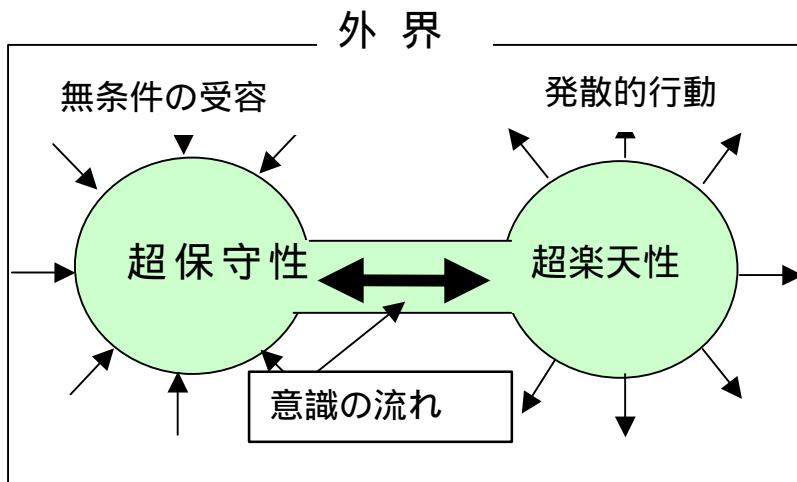 外 界
無条件の受容
発散的行動
超保守性
超楽天性
意識の流れ